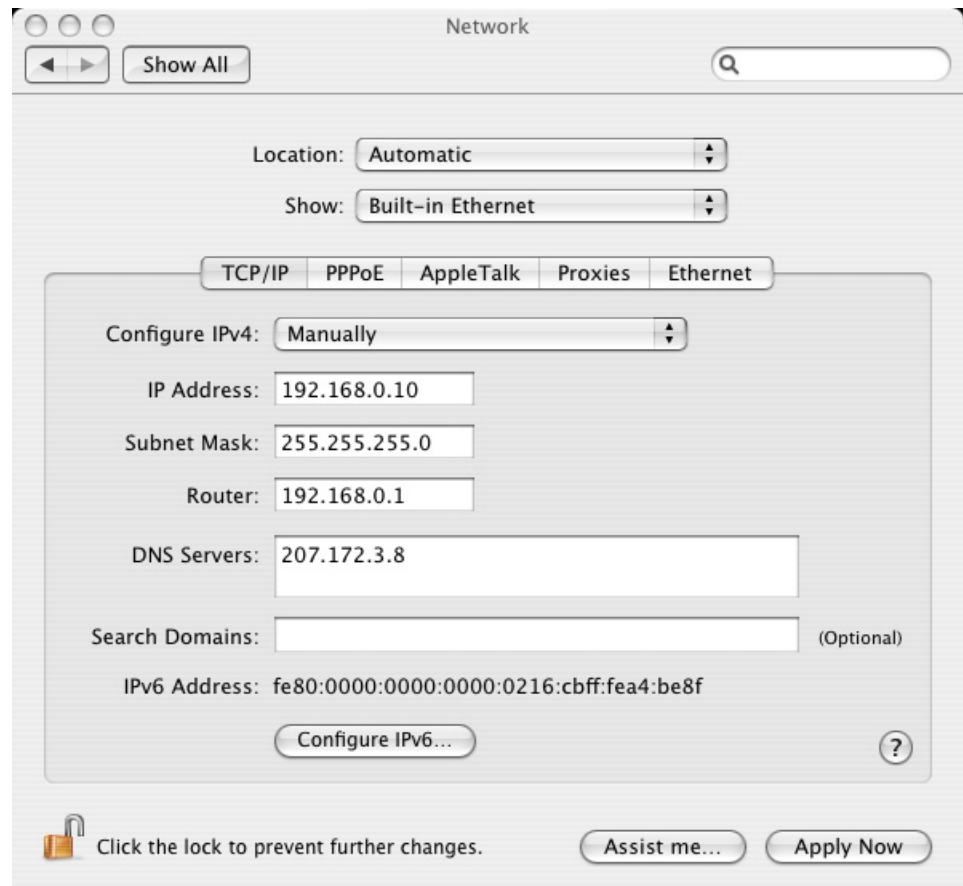 Network
Show All
Location: Automatic
Show: Built-in Ethernet
TCP/IP PPPoE AppleTalk Proxies Ethernet
Configure IPv4: Manually
IP Address: 192.168.0.10
Subnet Mask: 255.255.255.0
Router: 192.168.0.1
DNS Servers: 207.172.3.8
Search Domains: (Optional)
IPv6 Address: fe80:0000:0000:0000:0216:cbff:fea4:be8f
Configure IPv6...
?
Click the lock to prevent further changes. Assist me... Apply Now